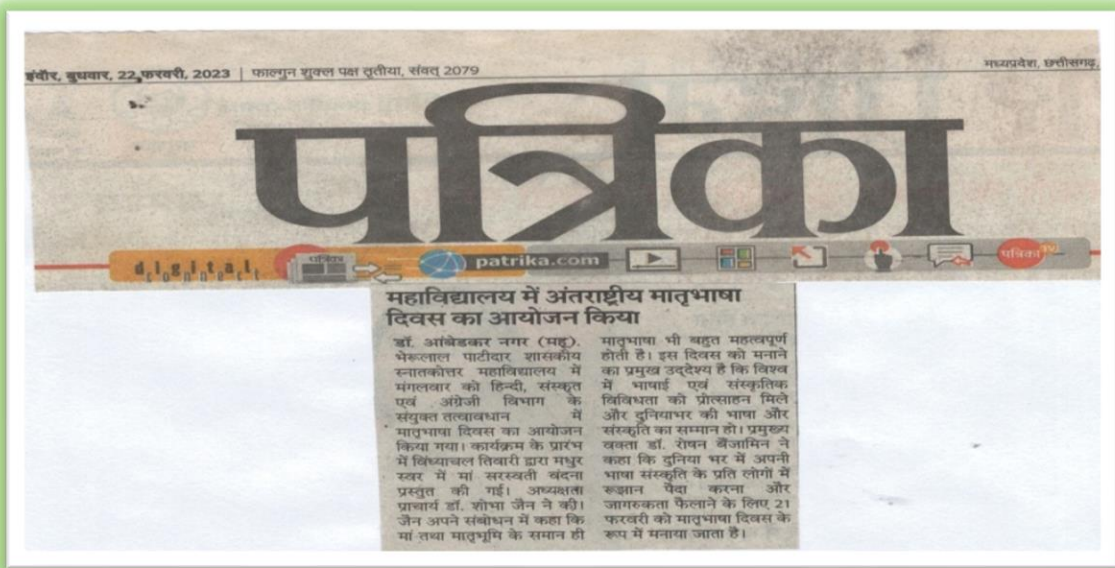 इंदौर, बुधवार, 22 फरवरी, 2023 | फाल्गुन शुक्ल पक्ष तृतीया, संवत् 2079
मध्यप्रदेश, छत्तीसगढ़,
पत्रिका
digital
connect
पत्रिका
patrika.com
पत्रिका
महाविद्यालय में अंतराष्ट्रीय मातृभाषा
दिवस का आयोजन किया
डॉ. आंबेडकर नगर (महू).
भेरूलाल पाटीदार शासकीय
स्नातकोत्तर महाविद्यालय में
मंगलवार को हिन्दी, संस्कृत
एवं अंग्रेजी विभाग के
संयुक्त तत्वावधान में
मातृभाषा दिवस का आयोजन
किया गया। कार्यक्रम के प्रारंभ
में विंध्याचल तिवारी द्वारा मधुर
स्वर में मां सरस्वती वंदना
प्रस्तुत की गई। अध्यक्षता
प्राचार्य डॉ. शोभा जैन ने की।
जैन अपने संबोधन में कहा कि
मां तथा मातृभूमि के समान ही
मातृभाषा भी बहुत महत्वपूर्ण
होती है। इस दिवस को मनाने
का प्रमुख उद्देश्य है कि विश्व
में भाषाई एवं संस्कृतिक
विविधता को प्रोत्साहन मिले
और दुनियाभर की भाषा और
संस्कृति का सम्मान हो। प्रमुख्य
वक्ता डॉ. रोषन बेंजामिन ने
कहा कि दुनिया भर में अपनी
भाषा संस्कृति के प्रति लोगों में
रूझान पैदा करना और
जागरुकता फैलाने के लिए 21
फरवरी को मातृभाषा दिवस के
रूप में मनाया जाता है।